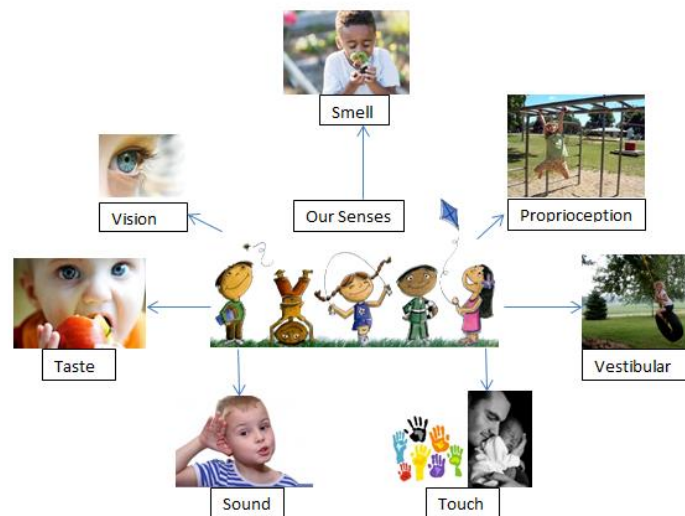 Smell
Vision
Our Senses
Proprioception
Taste
Vestibular
Sound
Touch